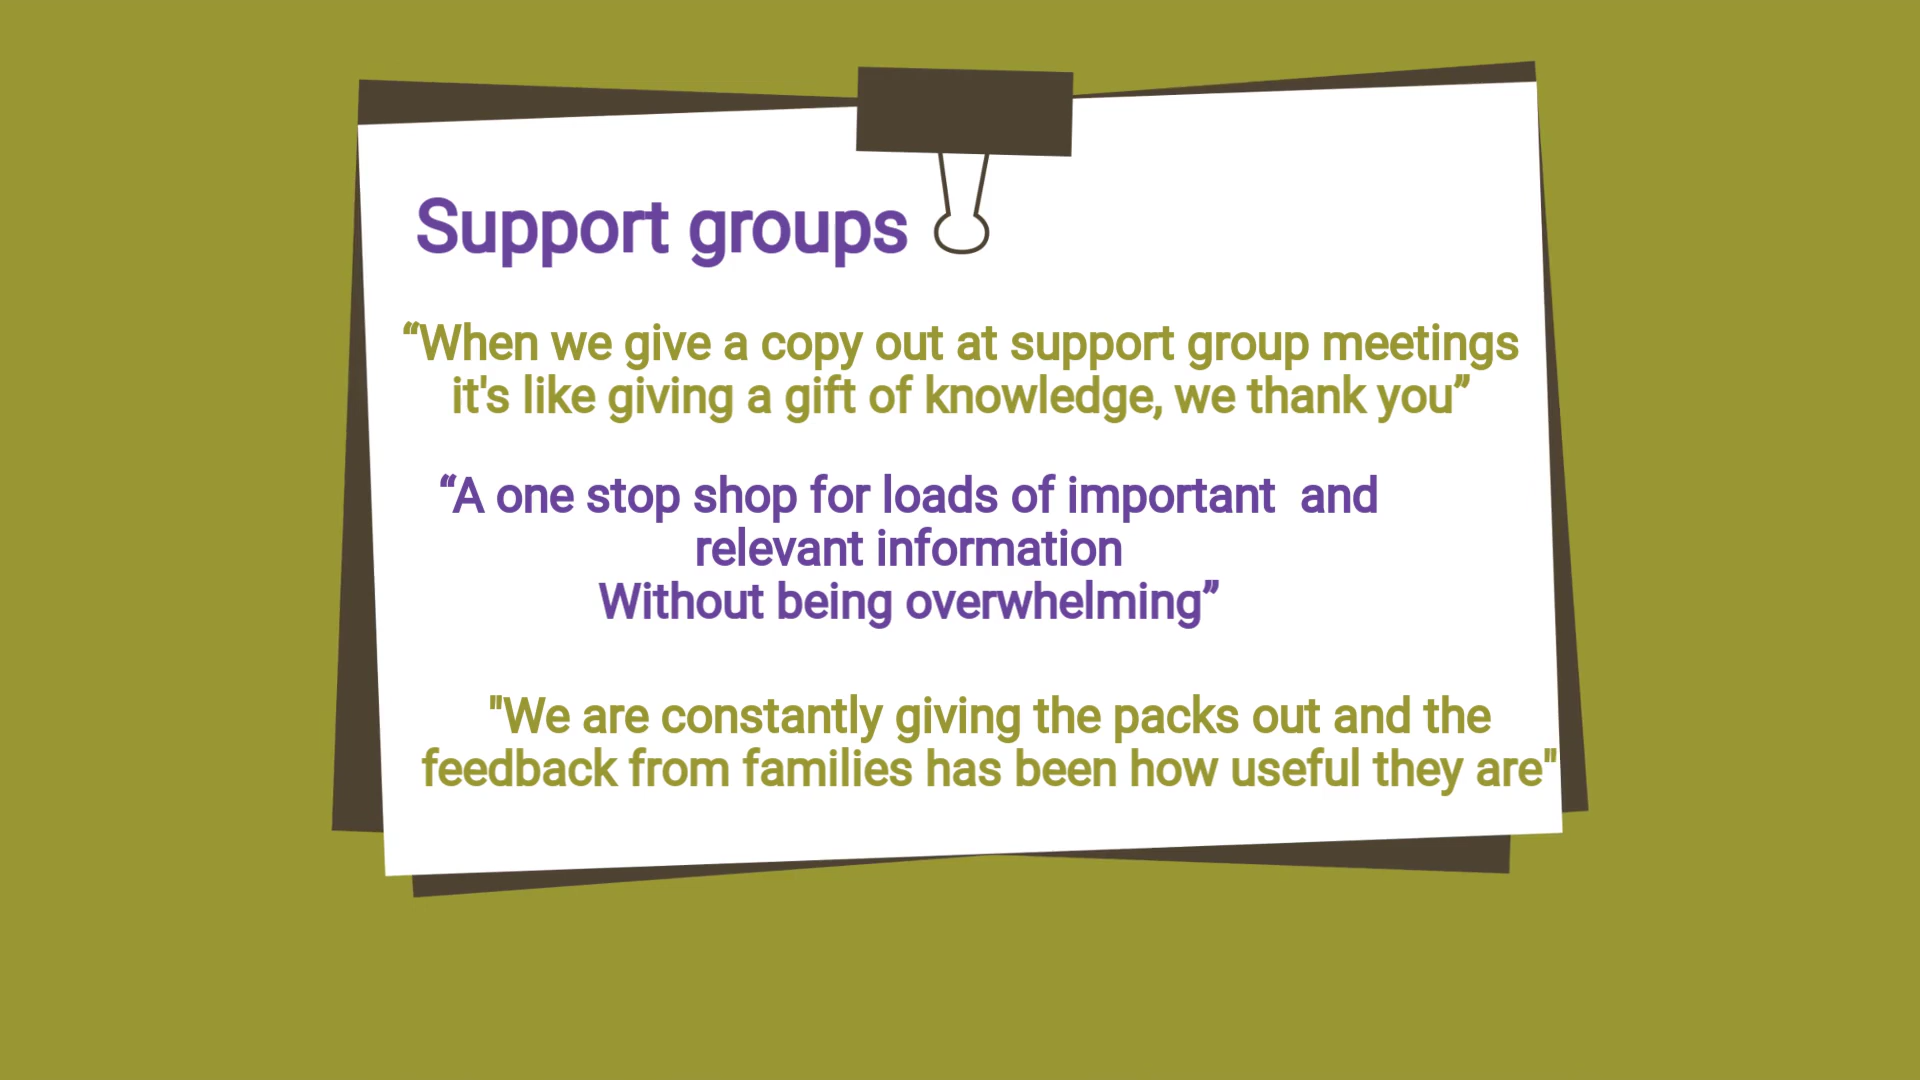 Support groups
“When we give a copy out at support group meetings
it's like giving a gift of knowledge, we thank you”
“A one stop shop for loads of important  and
relevant information
Without being overwhelming”
"We are constantly giving the packs out and the
feedback from families has been how useful they are"